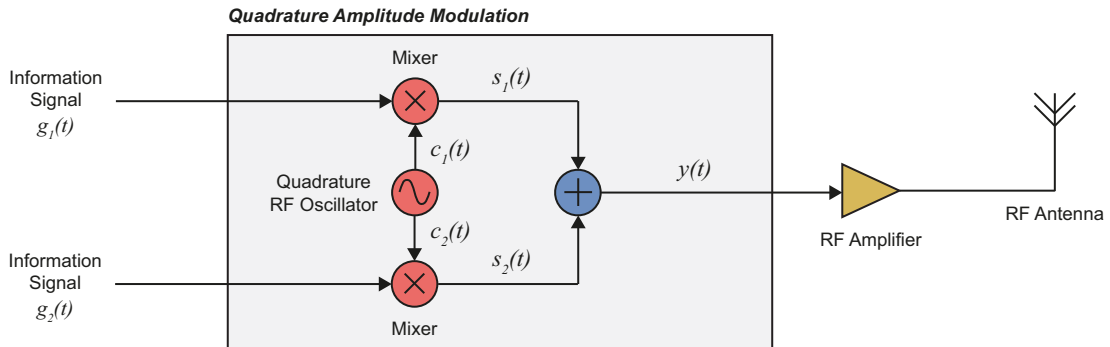 Quadrature Amplitude Modulation
Information
Signal
g₁(t)
Mixer
s₁(t)
c₁(t)
Quadrature
RF Oscillator
y(t)
c₂(t)
RF Amplifier
RF Antenna
Information
Signal
g₂(t)
s₂(t)
Mixer